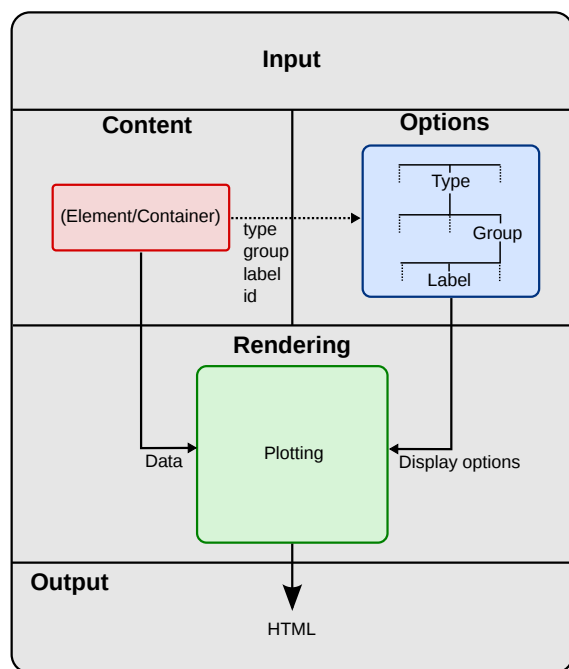 Input
Content
Options
(Element/Container)
type
group
label
id
Type
Group
Label
Rendering
Data
Plotting
Display options
Output
HTML